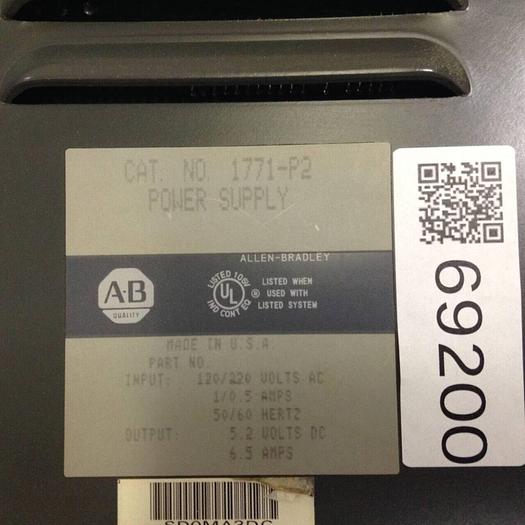 CAT. NO. 1771-P2
POWER SUPPLY
ALLEN-BRADLEY
A-B
QUALITY
LISTED 10SV
UL
IND CONT EQ
®
LISTED WHEN
USED WITH
LISTED SYSTEM
MADE IN U.S.A.
PART NO.
INPUT: 120/220 VOLTS AC
1/0.5 AMPS
50/60 HERTZ
OUTPUT: 5.2 VOLTS DC
6.5 AMPS
69200